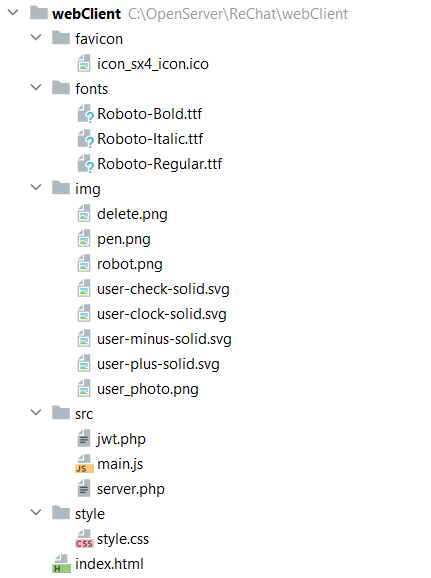 webClient C:\OpenServer\ReChat\webClient
favicon
icon_sx4_icon.ico
fonts
Roboto-Bold.ttf
Roboto-Italic.ttf
Roboto-Regular.ttf
img
delete.png
pen.png
robot.png
user-check-solid.svg
user-clock-solid.svg
user-minus-solid.svg
user-plus-solid.svg
user_photo.png
src
jwt.php
JS main.js
server.php
style
CSS style.css
H index.html